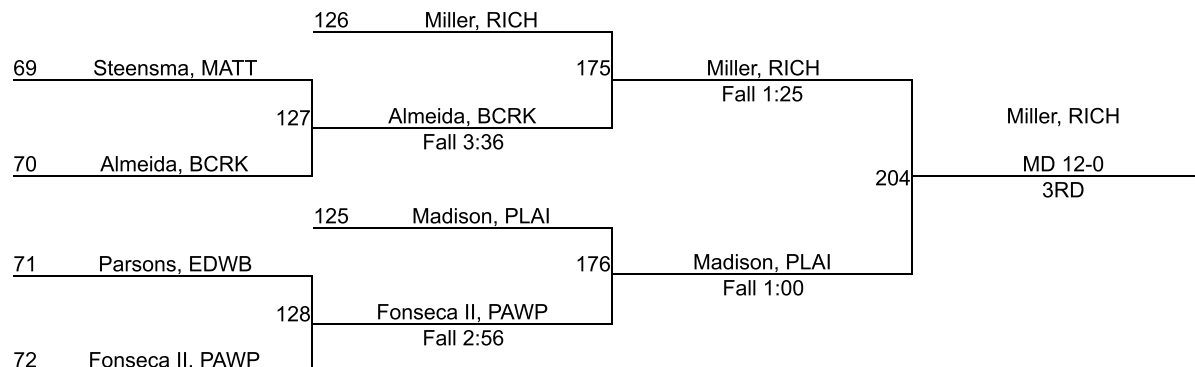 126 Miller, RICH
69 Steensma, MATT
175 Miller, RICH
Fall 1:25
127 Almeida, BCRK
Fall 3:36
Miller, RICH
70 Almeida, BCRK
204 MD 12-0
3RD
125 Madison, PLAI
71 Parsons, EDWB
176 Madison, PLAI
Fall 1:00
128 Fonseca II, PAWP
Fall 2:56
72 Fonseca II, PAWP